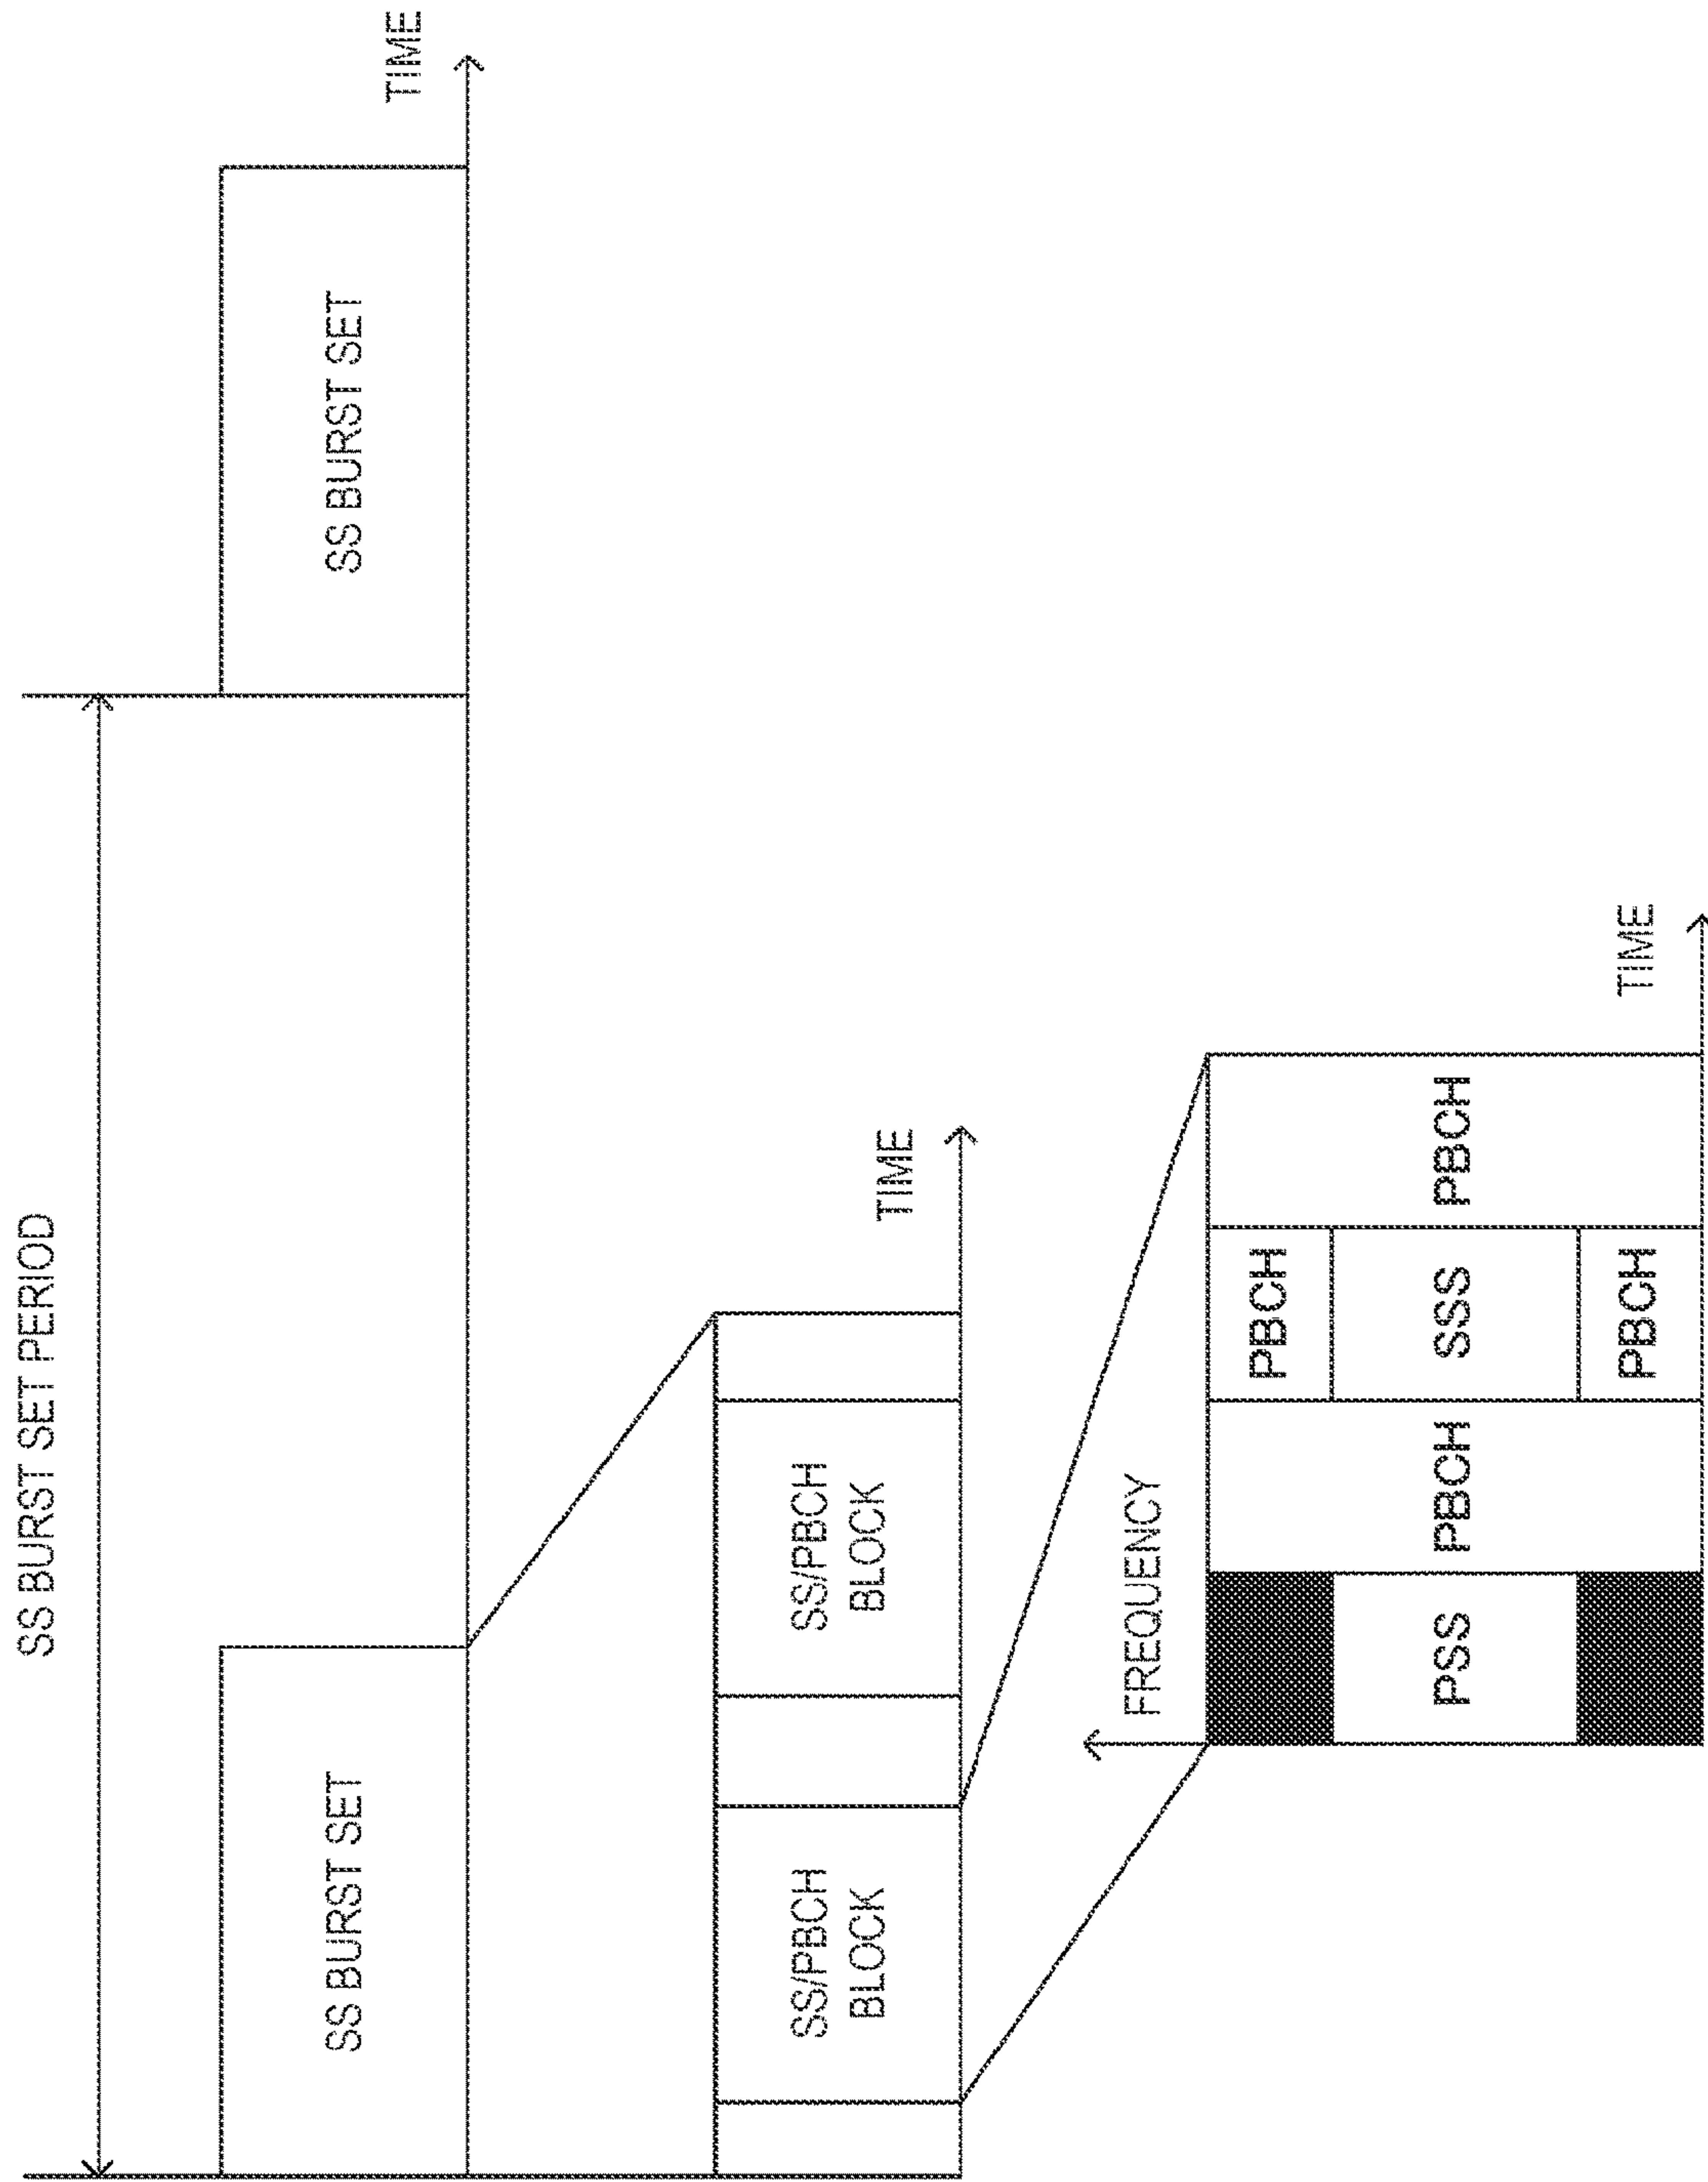 SS BURST SET PERIOD
SS BURST SET
SS BURST SET
TIME
SS/PBCH
BLOCK
SS/PBCH
BLOCK
TIME
FREQUENCY
PBCH
PSS
PBCH
SSS
PBCH
PBCH
TIME